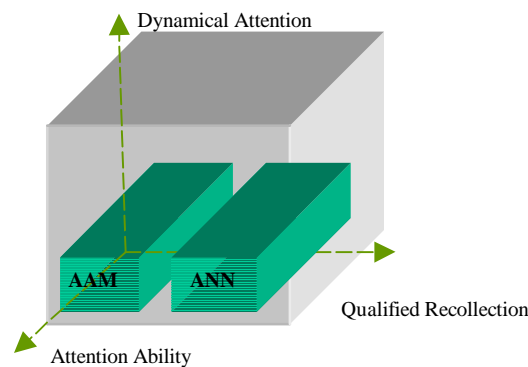 Dynamical Attention
AAM
ANN
Qualified Recollection
Attention Ability